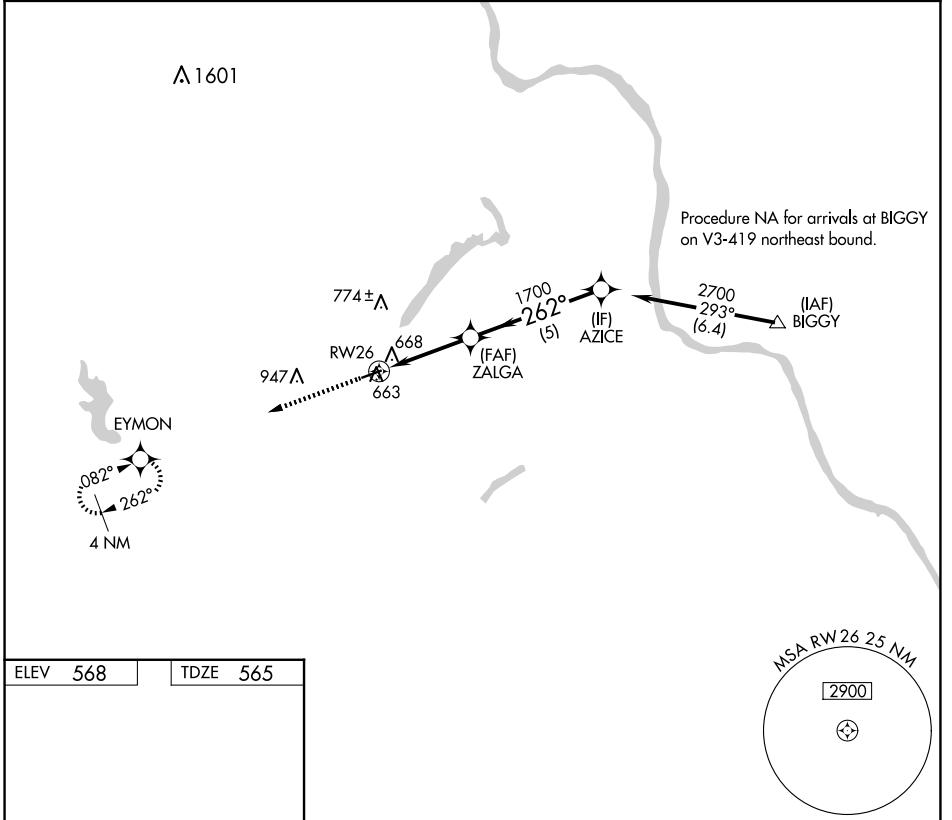 1601
Procedure NA for arrivals at BIGGY
on V3-419 northeast bound.
774±
1700
262°
(5)
(IF)
AZICE
2700
293°
(6.4)
(IAF)
BIGGY
RW26
668
(FAF)
ZALGA
947
663
EYMON
082°
262°
4 NM
MSA RW 26 25 NM
2900
ELEV 568
TDZE 565